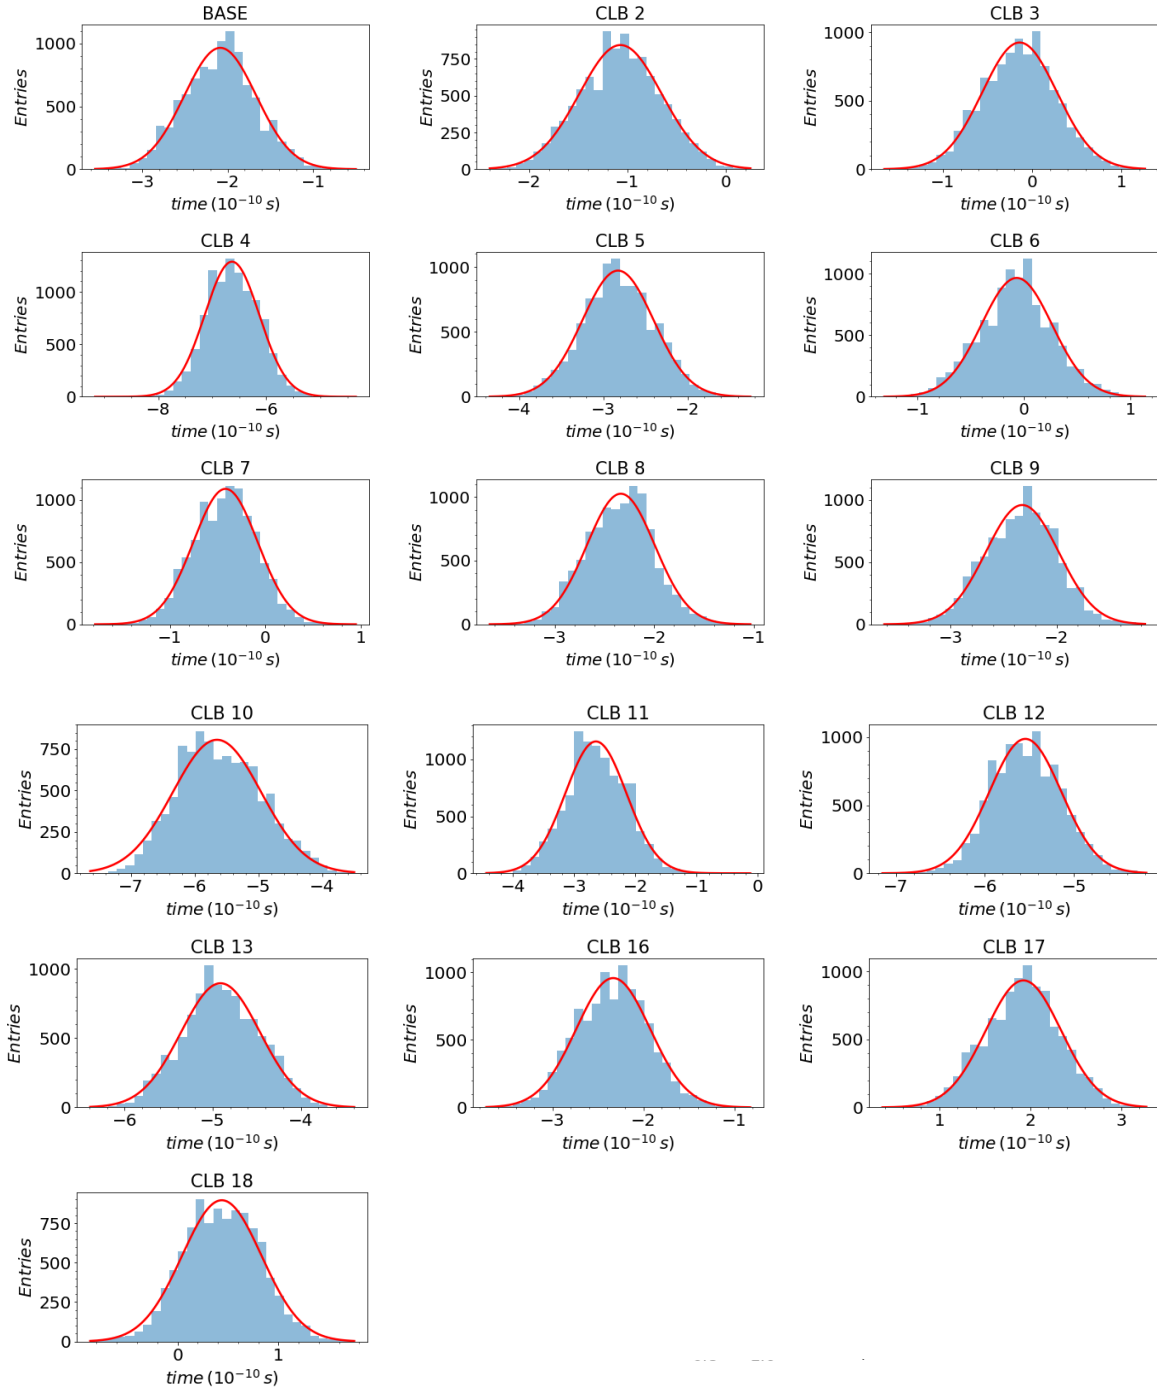 BASE
CLB 2
CLB 3
1000
500
0
Entries
−3
−2
−1
time (10⁻¹⁰ s)
750
500
250
0
Entries
−2
−1
0
time (10⁻¹⁰ s)
1000
500
0
Entries
−1
0
1
time (10⁻¹⁰ s)
CLB 4
CLB 5
CLB 6
1000
500
0
Entries
−8
−6
time (10⁻¹⁰ s)
1000
500
0
Entries
−4
−3
−2
time (10⁻¹⁰ s)
1000
500
0
Entries
−1
0
1
time (10⁻¹⁰ s)
CLB 7
CLB 8
CLB 9
1000
500
0
Entries
−1
0
1
time (10⁻¹⁰ s)
1000
500
0
Entries
−3
−2
−1
time (10⁻¹⁰ s)
1000
500
0
Entries
−3
−2
time (10⁻¹⁰ s)
CLB 10
CLB 11
CLB 12
750
500
250
0
Entries
−7
−6
−5
−4
time (10⁻¹⁰ s)
1000
500
0
Entries
−4
−3
−2
−1
0
time (10⁻¹⁰ s)
1000
500
0
Entries
−7
−6
−5
time (10⁻¹⁰ s)
CLB 13
CLB 16
CLB 17
1000
500
0
Entries
−6
−5
−4
time (10⁻¹⁰ s)
1000
500
0
Entries
−3
−2
−1
time (10⁻¹⁰ s)
1000
500
0
Entries
1
2
3
time (10⁻¹⁰ s)
CLB 18
750
500
250
0
Entries
0
1
time (10⁻¹⁰ s)